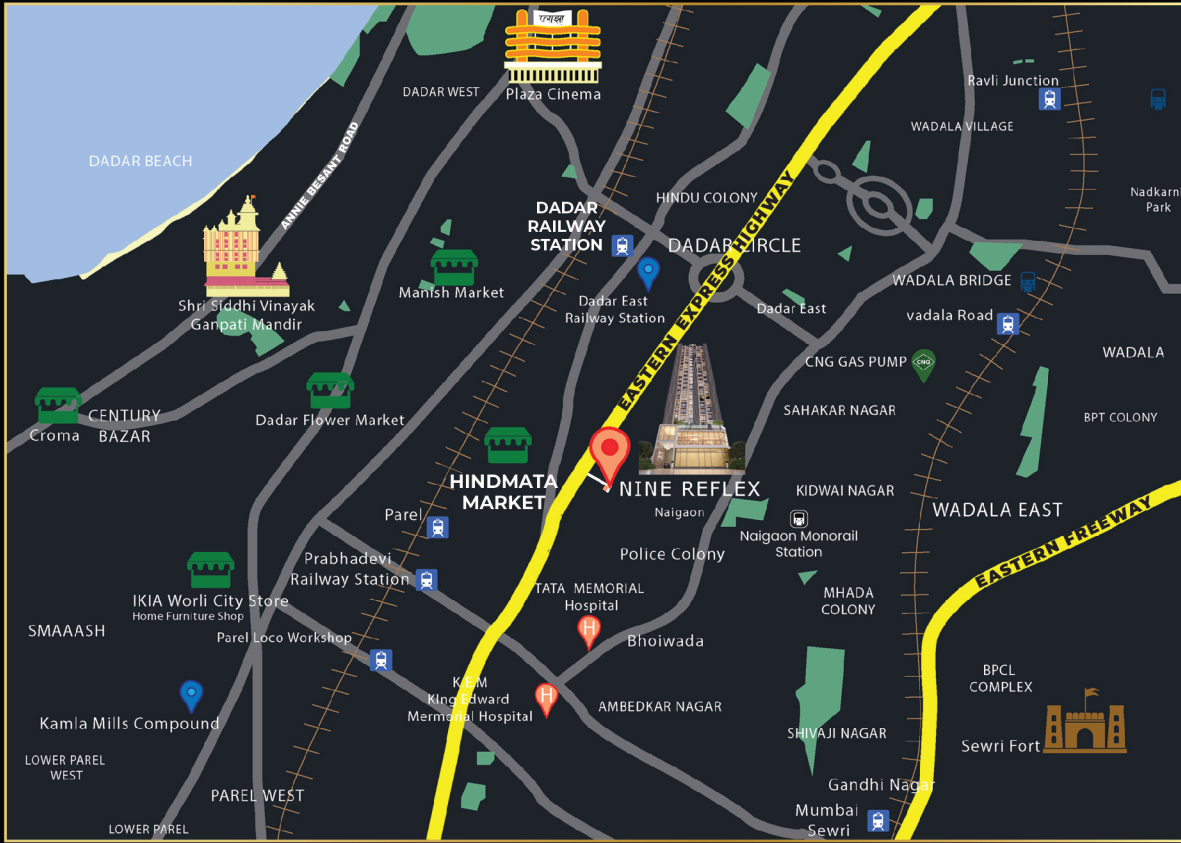 प्लाझा
Plaza Cinema
DADAR WEST
Ravli Junction
WADALA VILLAGE
DADAR BEACH
ANNIE BESANT ROAD
HINDU COLONY
Nadkarni
Park
DADAR
RAILWAY
STATION
DADAR CIRCLE
EASTERN EXPRESS HIGHWAY
WADALA BRIDGE
Manish Market
Shri Siddhi Vinayak
Ganpati Mandir
Dadar East
Railway Station
Dadar East
vadala Road
WADALA
CNG GAS PUMP
CNG
SAHAKAR NAGAR
BPT COLONY
CENTURY
BAZAR
Croma
Dadar Flower Market
HINDMATA
MARKET
NINE REFLEX
Naigaon
KIDWAI NAGAR
WADALA EAST
Parel
Naigaon Monorail
Station
EASTERN FREEWAY
Police Colony
Prabhadevi
Railway Station
TATA MEMORIAL
Hospital
H
MHADA
COLONY
IKIA Worli City Store
Home Furniture Shop
SMAAASH
Parel Loco Workshop
Bhoiwada
BPCL
COMPLEX
K.E.M
KIng Edward
Mermorial Hospital
H
AMBEDKAR NAGAR
Kamla Mills Compound
SHIVAJI NAGAR
Sewri Fort
LOWER PAREL
WEST
PAREL WEST
Gandhi Nagar
Mumbai
Sewri
LOWER PAREL